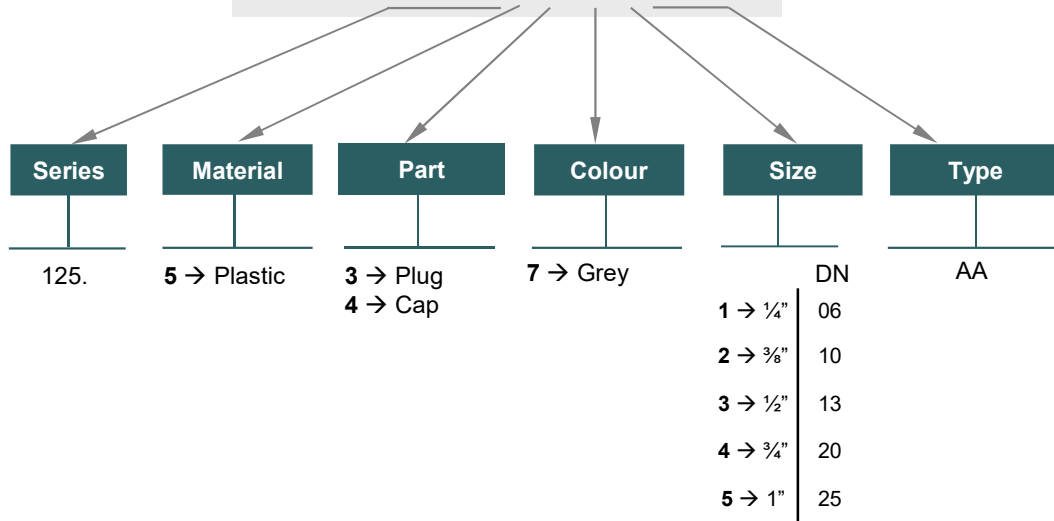 Series Material Part Colour Size Type
125. 5 → Plastic 3 → Plug 7 → Grey DN AA
4 → Cap
1 → ¼” 06
2 → ⅜” 10
3 → ½” 13
4 → ¾” 20
5 → 1” 25